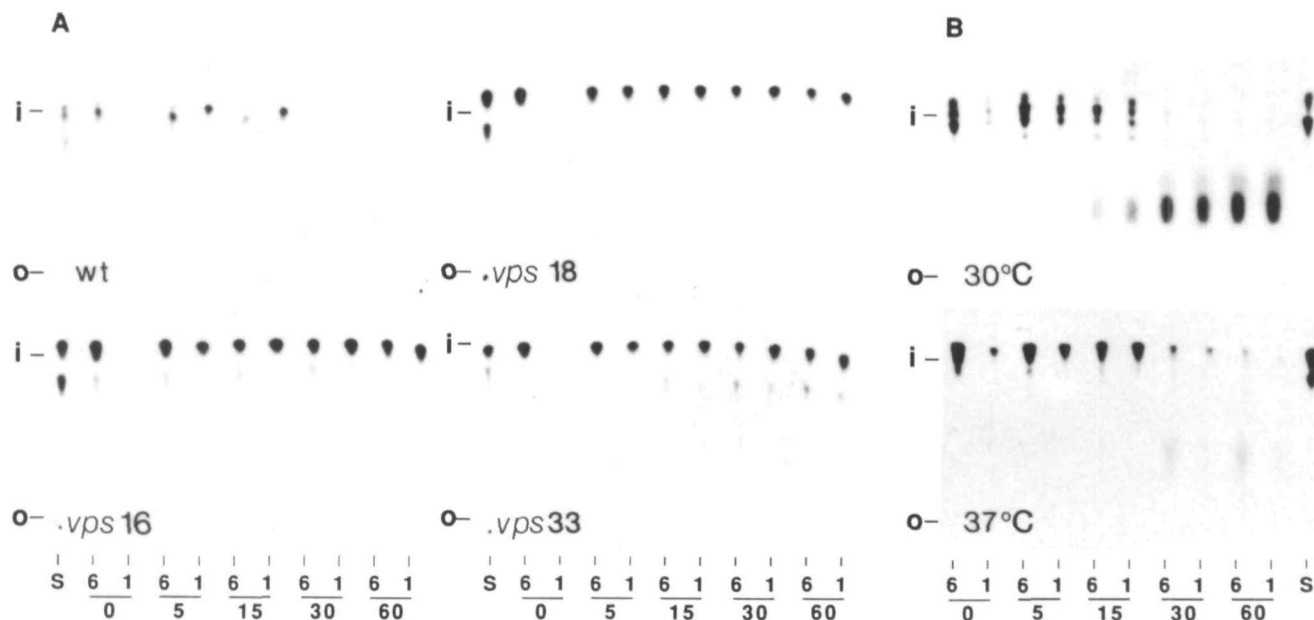 A
B
i –
i –
o– wt
o– .vps 18
o– 30°C
i –
i –
i –
o– .vps 16
o– .vps 33
o– 37°C
S 6 1 6 1 6 1 6 1 6 1 S 6 1 6 1 6 1 6 1 6 1 6 1 6 1 6 1 6 1 6 1 S
0 5 15 30 60 0 5 15 30 60 0 5 15 30 60